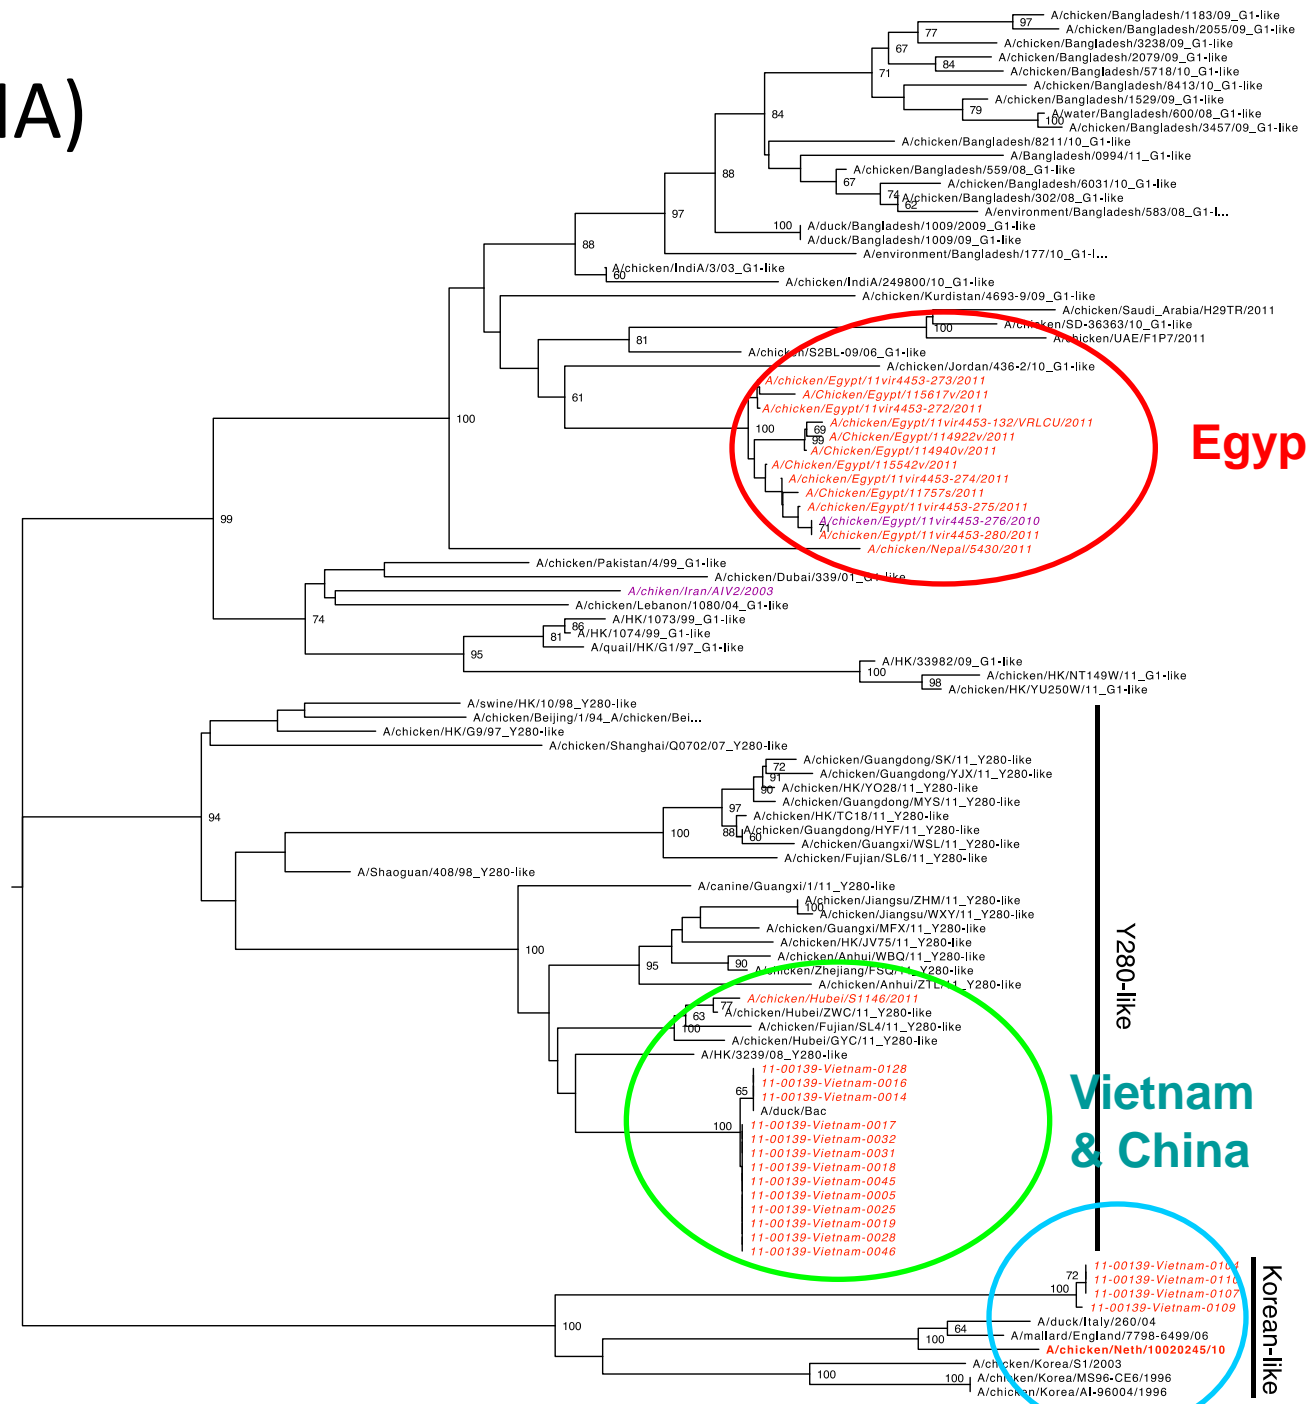 IA)
A/chicken/Bangladesh/1183/09_G1-like
97
A/chicken/Bangladesh/2055/09_G1-like
77
A/chicken/Bangladesh/3238/09_G1-like
67
A/chicken/Bangladesh/2079/09_G1-like
84
A/chicken/Bangladesh/5718/10_G1-like
71
A/chicken/Bangladesh/8413/10_G1-like
A/chicken/Bangladesh/1529/09_G1-like
79
A/water/Bangladesh/600/08_G1-like
84
100
A/chicken/Bangladesh/3457/09_G1-like
A/chicken/Bangladesh/8211/10_G1-like
A/Bangladesh/0994/11_G1-like
88
A/chicken/Bangladesh/559/08_G1-like
67
A/chicken/Bangladesh/6031/10_G1-like
74
A/chicken/Bangladesh/302/08_G1-like
62
A/environment/Bangladesh/583/08_G1-l...
97
100
A/duck/Bangladesh/1009/2009_G1-like
A/duck/Bangladesh/1009/09_G1-like
88
A/environment/Bangladesh/177/10_G1-l...
A/chicken/IndiA/3/03_G1-like
60
A/chicken/IndiA/249800/10_G1-like
A/chicken/Kurdistan/4693-9/09_G1-like
A/chicken/Saudi_Arabia/H29TR/2011
100
A/chicken/SD-36363/10_G1-like
81
A/chicken/UAE/F1P7/2011
A/chicken/S2BL-09/06_G1-like
A/chicken/Jordan/436-2/10_G1-like
A/chicken/Egypt/11vir4453-273/2011
61
A/Chicken/Egypt/115617v/2011
A/chicken/Egypt/11vir4453-272/2011
100
A/chicken/Egypt/11vir4453-132/VRLCU/2011
100
69
A/Chicken/Egypt/114922v/2011
99
A/Chicken/Egypt/114940v/2011
Egyp
A/Chicken/Egypt/115542v/2011
A/chicken/Egypt/11vir4453-274/2011
A/Chicken/Egypt/11757s/2011
A/chicken/Egypt/11vir4453-275/2011
99
A/chicken/Egypt/11vir4453-276/2010
71
A/chicken/Egypt/11vir4453-280/2011
A/chicken/Nepal/5430/2011
A/chicken/Pakistan/4/99_G1-like
A/chicken/Dubai/339/01_G1-like
A/chiken/Iran/AIV2/2003
A/chicken/Lebanon/1080/04_G1-like
74
A/HK/1073/99_G1-like
86
A/HK/1074/99_G1-like
81
A/quail/HK/G1/97_G1-like
95
A/HK/33982/09_G1-like
100
A/chicken/HK/NT149W/11_G1-like
98
A/chicken/HK/YU250W/11_G1-like
A/swine/HK/10/98_Y280-like
A/chicken/Beijing/1/94_A/chicken/Bei...
A/chicken/HK/G9/97_Y280-like
A/chicken/Shanghai/Q0702/07_Y280-like
A/chicken/Guangdong/SK/11_Y280-like
72
A/chicken/Guangdong/YJX/11_Y280-like
91
A/chicken/HK/YO28/11_Y280-like
90
A/chicken/Guangdong/MYS/11_Y280-like
97
A/chicken/HK/TC18/11_Y280-like
94
100
88
A/chicken/Guangdong/HYF/11_Y280-like
60
A/chicken/Guangxi/WSL/11_Y280-like
A/chicken/Fujian/SL6/11_Y280-like
A/Shaoguan/408/98_Y280-like
A/canine/Guangxi/1/11_Y280-like
A/chicken/Jiangsu/ZHM/11_Y280-like
100
A/chicken/Jiangsu/WXY/11_Y280-like
A/chicken/Guangxi/MFX/11_Y280-like
A/chicken/HK/JV75/11_Y280-like
100
A/chicken/Anhui/WBQ/11_Y280-like
95
90
A/chicken/Zhejiang/FSQ/11_Y280-like
A/chicken/Anhui/ZTL/11_Y280-like
Y280-like
A/chicken/Hubei/S1146/2011
77
A/chicken/Hubei/ZWC/11_Y280-like
63
A/chicken/Fujian/SL4/11_Y280-like
100
A/chicken/Hubei/GYC/11_Y280-like
A/HK/3239/08_Y280-like
11-00139-Vietnam-0128
11-00139-Vietnam-0016
65
11-00139-Vietnam-0014
A/duck/Bac
Vietnam
& China
100
11-00139-Vietnam-0017
11-00139-Vietnam-0032
11-00139-Vietnam-0031
11-00139-Vietnam-0018
11-00139-Vietnam-0045
11-00139-Vietnam-0005
11-00139-Vietnam-0025
11-00139-Vietnam-0019
11-00139-Vietnam-0028
11-00139-Vietnam-0046
11-00139-Vietnam-0104
72
11-00139-Vietnam-0110
100
11-00139-Vietnam-0107
11-00139-Vietnam-0109
Korean-like
A/duck/Italy/260/04
100
64
A/mallard/England/7798-6499/06
100
A/chicken/Neth/10020245/10
A/chicken/Korea/S1/2003
100
100
A/chicken/Korea/MS96-CE6/1996
A/chicken/Korea/AI-96004/1996